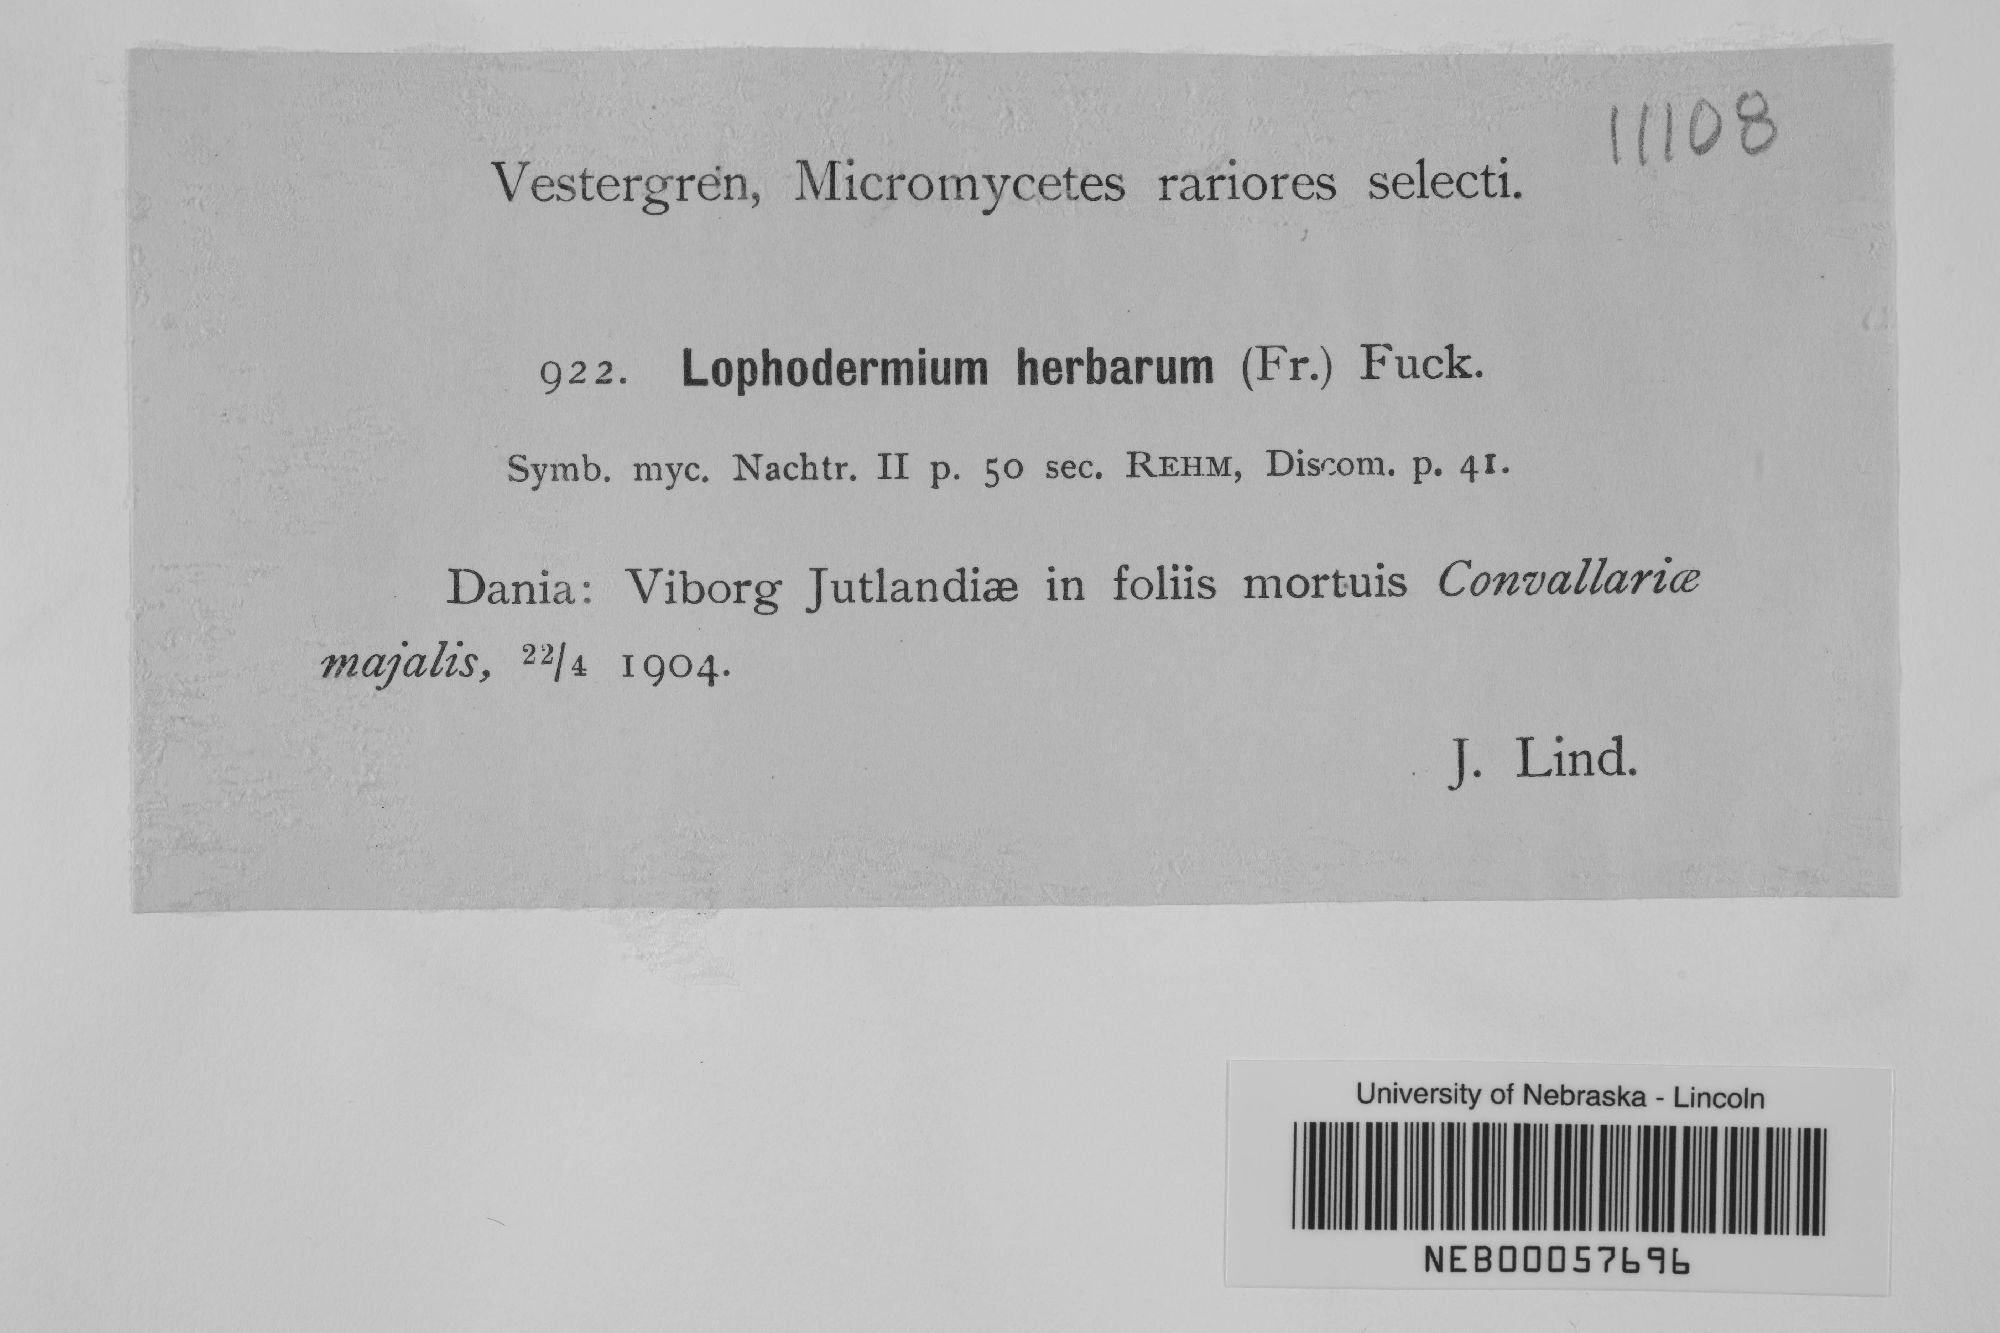 11108
Vestergren, Micromycetes rariores selecti.
922. Lophodermium herbarum (Fr.) Fuck.
Symb. myc. Nachtr. II p. 50 sec. REHM, Discom. p. 41.
Dania: Viborg Jutlandiæ in foliis mortuis Convallariæ
majalis, 22/4 1904.
J. Lind.
University of Nebraska - Lincoln
NEB00057696